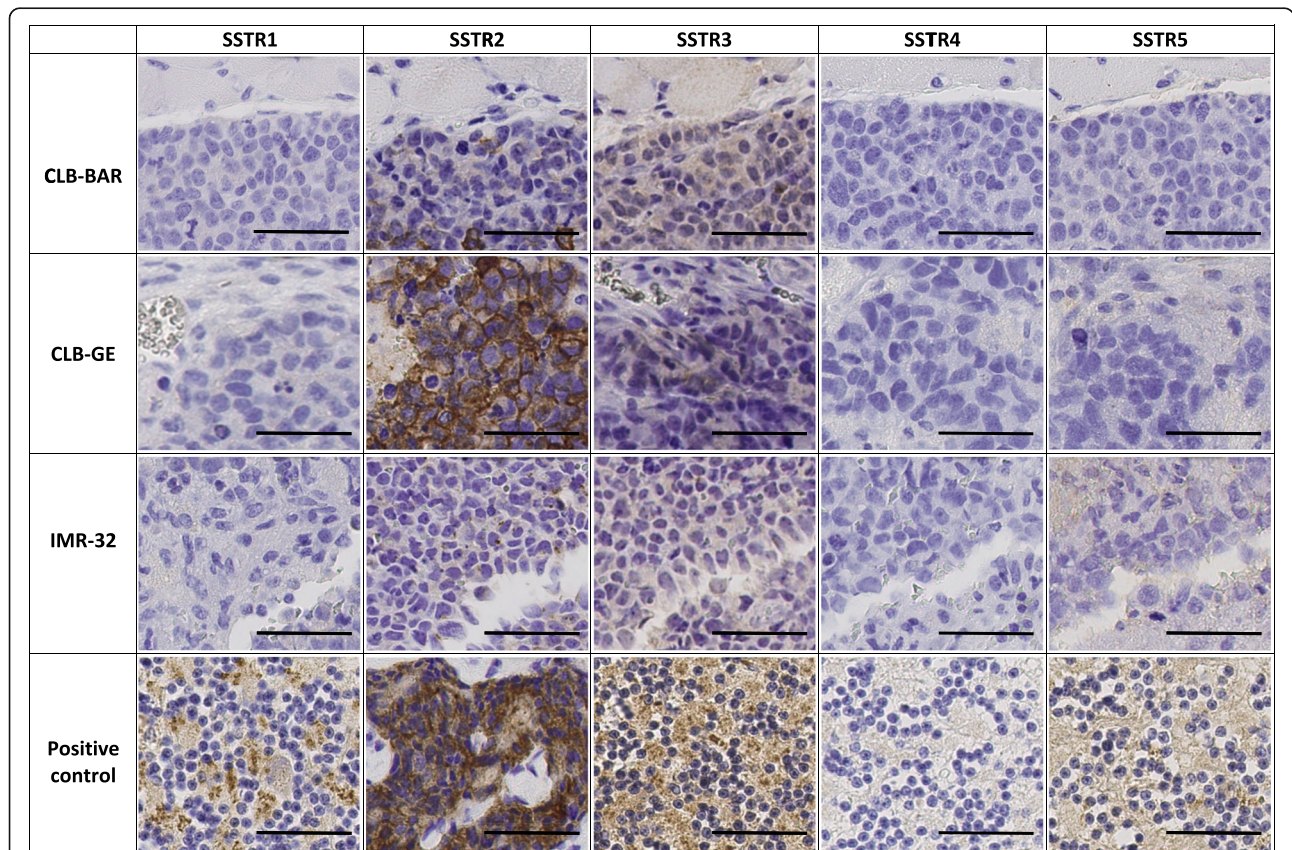 SSTR1 SSTR2 SSTR3 SSTR4 SSTR5
CLB-BAR
CLB-GE
IMR-32
Positive
control